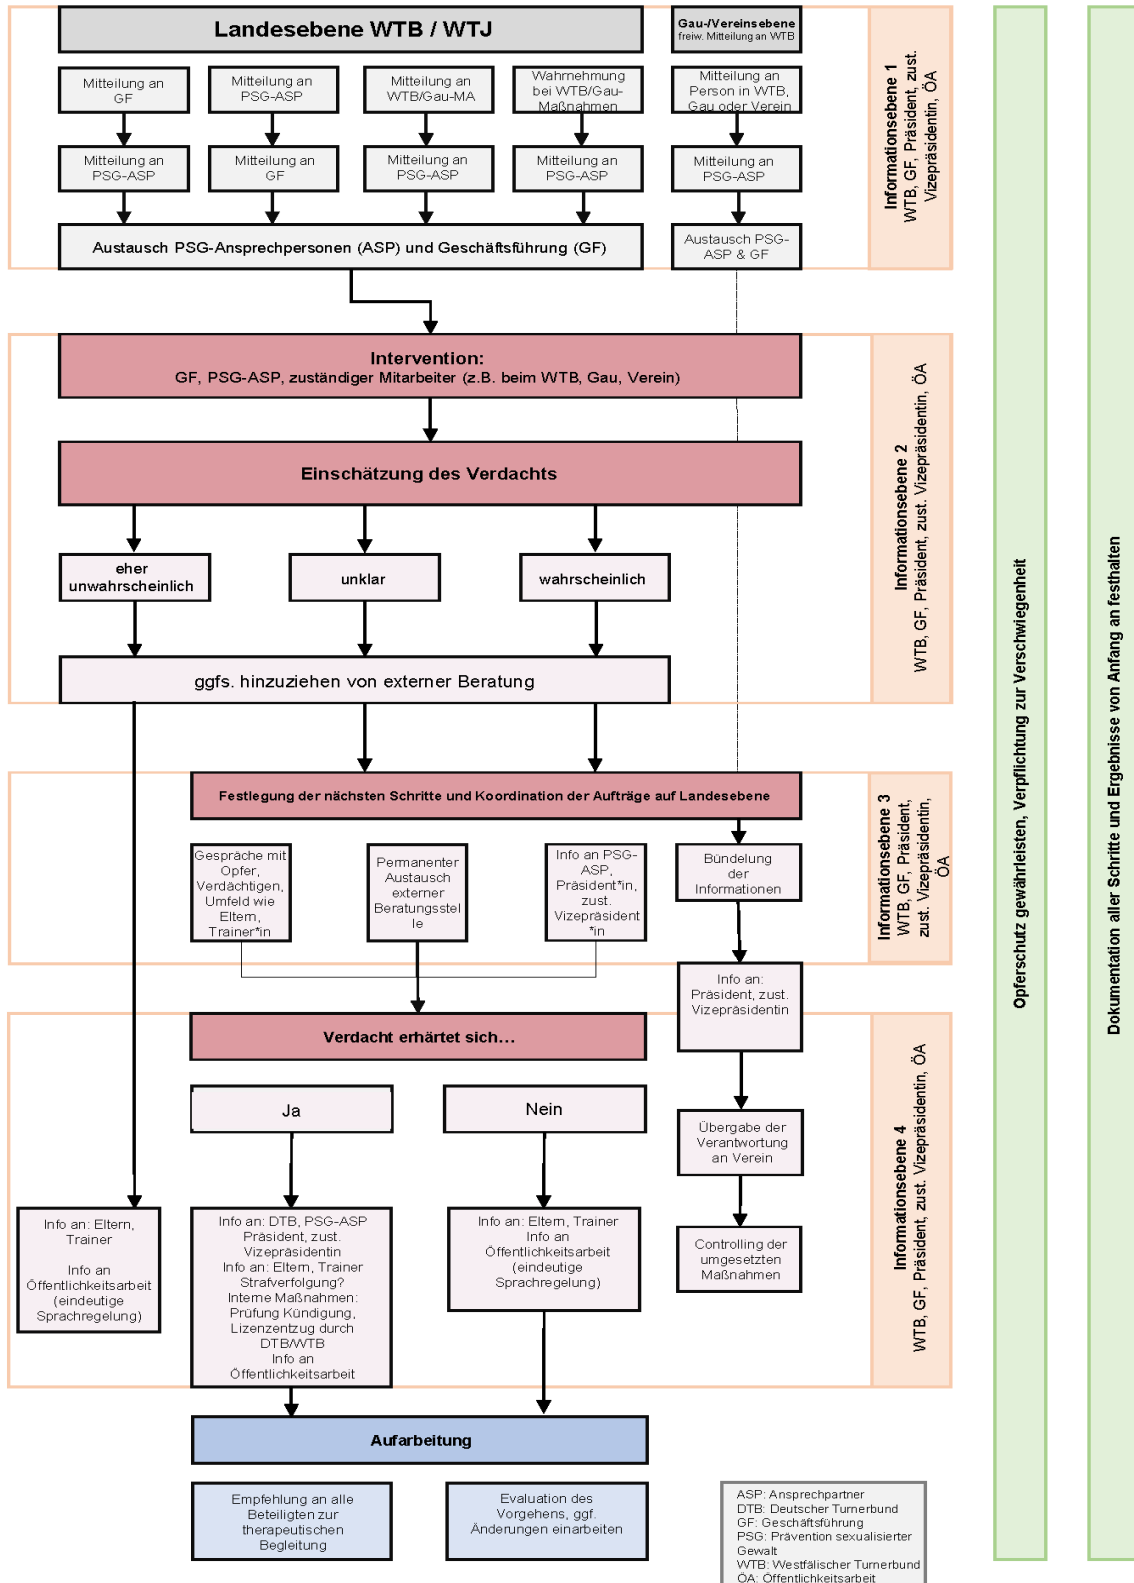 Landesebene WTB / WTJ
Gau-/Vereinsebene
freiw. Mitteilung an WTB
Mitteilung an
GF
Mitteilung an
PSG-ASP
Mitteilung an
WTB/Gau-MA
Wahrnehmung
bei WTB/Gau-
Maßnahmen
Mitteilung an
Person in WTB,
Gau oder Verein
Mitteilung an
PSG-ASP
Mitteilung an
GF
Mitteilung an
PSG-ASP
Mitteilung an
PSG-ASP
Mitteilung an
PSG-ASP
Austausch PSG-Ansprechpersonen (ASP) und Geschäftsführung (GF)
Austausch PSG-
ASP & GF
Informationsebene 1
WTB, GF, Präsident, zust.
Vizepräsidentin, ÖA
Intervention:
GF, PSG-ASP, zuständiger Mitarbeiter (z.B. beim WTB, Gau, Verein)
Einschätzung des Verdachts
eher
unwahrscheinlich
unklar
wahrscheinlich
ggfs. hinzuziehen von externer Beratung
Informationsebene 2
WTB, GF, Präsident, zust. Vizepräsidentin, ÖA
Festlegung der nächsten Schritte und Koordination der Aufträge auf Landesebene
Gespräche mit
Opfer,
Verdächtigen,
Umfeld wie
Eltern,
Trainer*in
Permanenter
Austausch
externer
Beratungsstel
le
Info an PSG-
ASP,
Präsident*in,
zust.
Vizepräsident
*in
Bündelung
der
Informationen
Informationsebene 3
WTB, GF, Präsident,
zust. Vizepräsidentin,
ÖA
Info an:
Präsident, zust.
Vizepräsidentin
Verdacht erhärtet sich...
Ja
Nein
Übergabe der
Verantwortung
an Verein
Info an: Eltern,
Trainer
Info an
Öffentlichkeitsarbeit
(eindeutige
Sprachregelung)
Info an: DTB, PSG-ASP
Präsident, zust.
Vizepräsidentin
Info an: Eltern, Trainer
Strafverfolgung?
Interne Maßnahmen:
Prüfung Kündigung,
Lizenzentzug durch
DTB/WTB
Info an
Öffentlichkeitsarbeit
Info an: Eltern, Trainer
Info an
Öffentlichkeitsarbeit
(eindeutige
Sprachregelung)
Controlling der
umgesetzten
Maßnahmen
Informationsebene 4
WTB, GF, Präsident, zust. Vizepräsidentin, ÖA
Aufarbeitung
Empfehlung an alle
Beteiligten zur
therapeutischen
Begleitung
Evaluation des
Vorgehens, ggf.
Änderungen einarbeiten
ASP: Ansprechpartner
DTB: Deutscher Turnerbund
GF: Geschäftsführung
PSG: Prävention sexualisierter
Gewalt
WTB: Westfälischer Turnerbund
ÖA: Öffentlichkeitsarbeit
Opferschutz gewährleisten, Verpflichtung zur Verschwiegenheit
Dokumentation aller Schritte und Ergebnisse von Anfang an festhalten